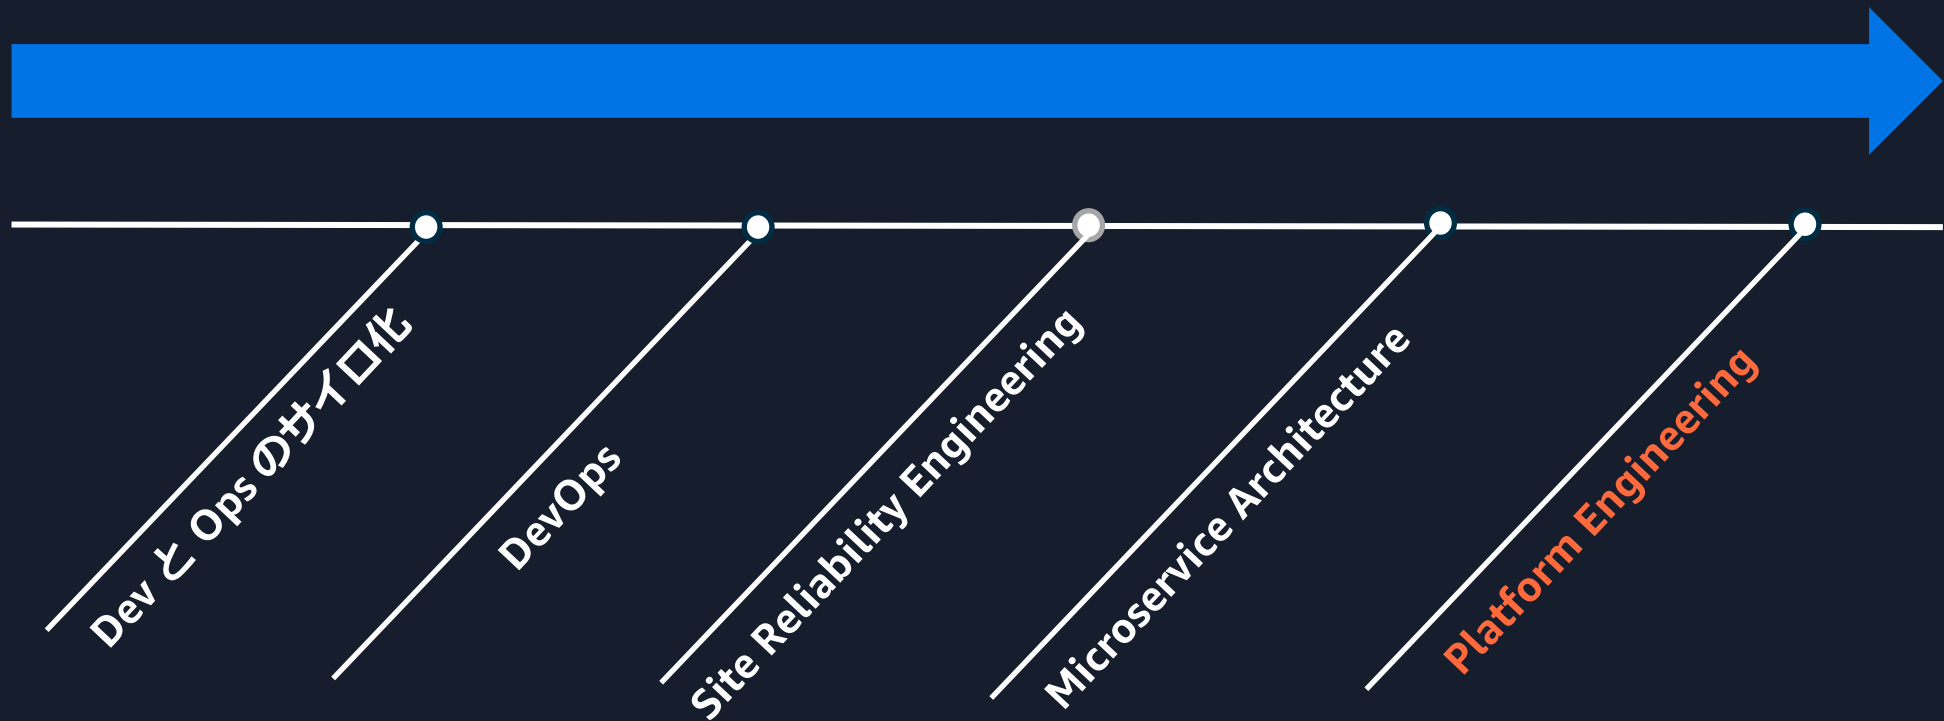 Dev と Ops のサイロ化
DevOps
Site Reliability Engineering
Microservice Architecture
Platform Engineering